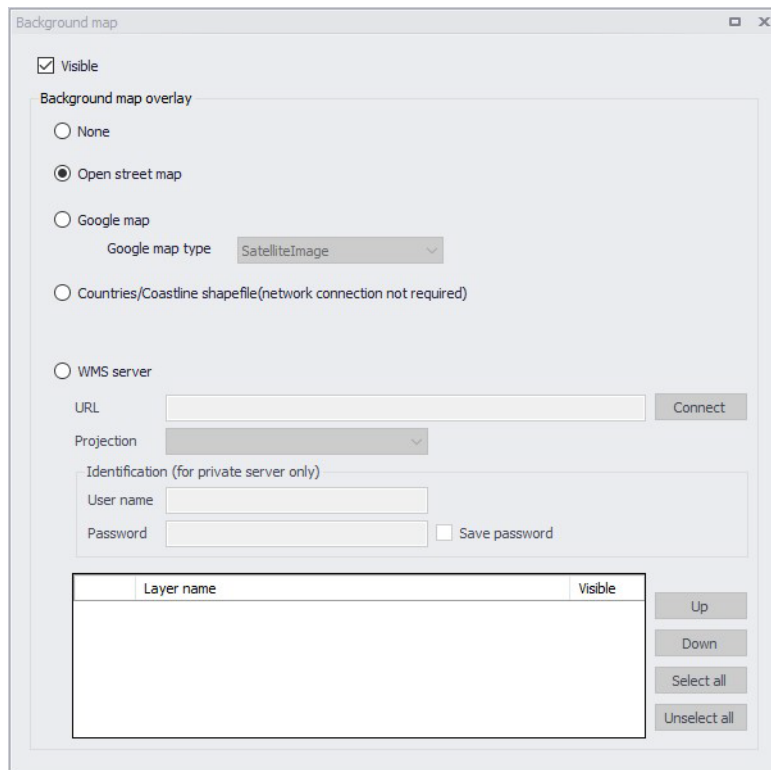 Background map
Visible
Background map overlay
None
Open street map
Google map
Google map type SatelliteImage
Countries/Coastline shapefile(network connection not required)
WMS server
URL Connect
Projection
Identification (for private server only)
User name
Password Save password
Layer name Visible
Up
Down
Select all
Unselect all